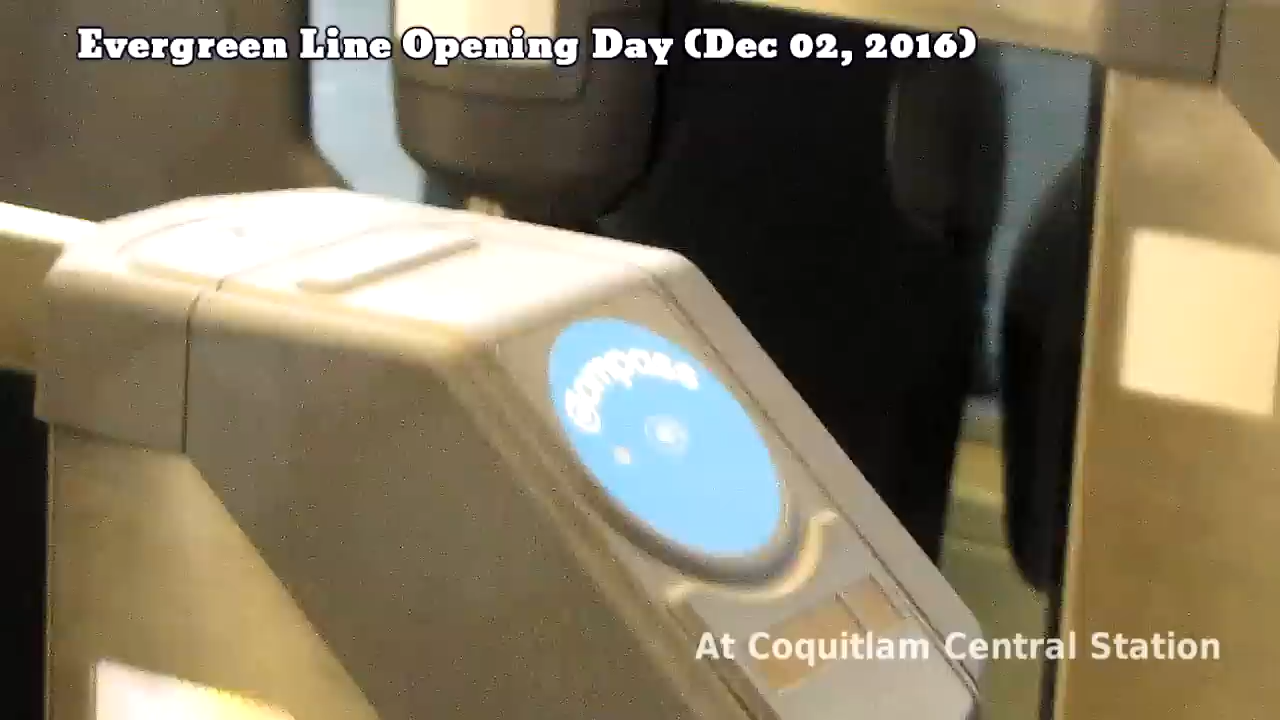 Evergreen Line Opening Day (Dec 02, 2016)
Compass
At Coquitlam Central Station